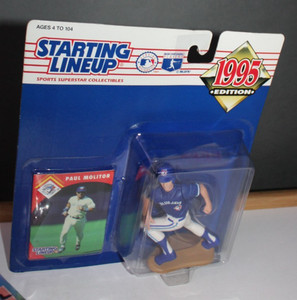 AGES 4 TO 104
STARTING
LINEUP
SPORTS SUPERSTAR COLLECTIBLES
1995
EDITION
PAUL MOLITOR